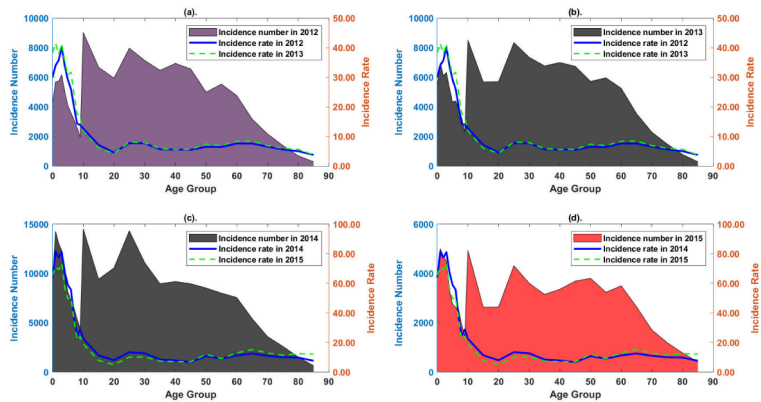 (a).
Incidence number in 2012
Incidence rate in 2012
Incidence rate in 2013
Incidence Number
Incidence Rate
10000
8000
6000
4000
2000
0
50.00
40.00
30.00
20.00
10.00
0.00
0 10 20 30 40 50 60 70 80 90
Age Group
(b).
Incidence number in 2013
Incidence rate in 2012
Incidence rate in 2013
Incidence Number
Incidence Rate
10000
8000
6000
4000
2000
0
50.00
40.00
30.00
20.00
10.00
0.00
0 10 20 30 40 50 60 70 80 90
Age Group
(c).
Incidence number in 2014
Incidence rate in 2014
Incidence rate in 2015
Incidence Number
Incidence Rate
15000
10000
5000
0
100.00
80.00
60.00
40.00
20.00
0.00
0 10 20 30 40 50 60 70 80 90
Age Group
(d).
Incidence number in 2015
Incidence rate in 2014
Incidence rate in 2015
Incidence Number
Incidence Rate
6000
4000
2000
0
100.00
80.00
60.00
40.00
20.00
0.00
0 10 20 30 40 50 60 70 80 90
Age Group